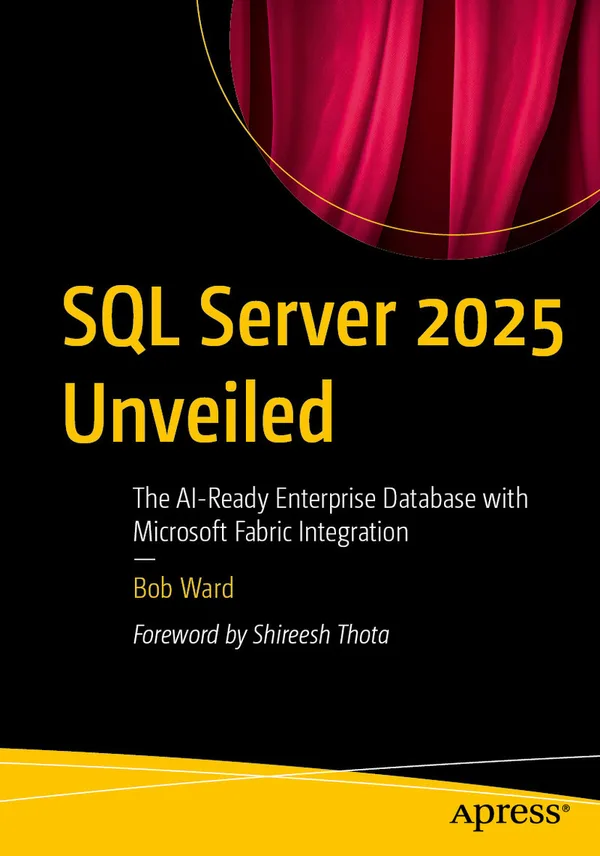 SQL Server 2025
Unveiled
The AI-Ready Enterprise Database with
Microsoft Fabric Integration
—
Bob Ward
Foreword by Shireesh Thota
Apress®